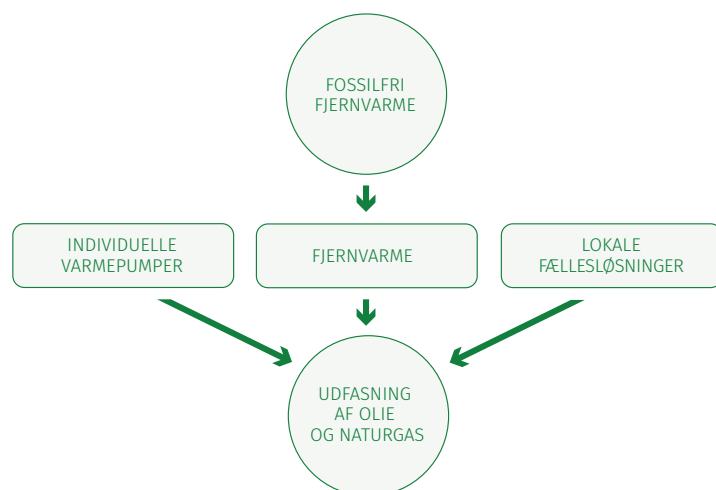 FOSSILFRI
FJERNVARME
INDIVIDUELLE
VARMEPUMPER
FJERNVARME
LOKALE
FÆLLESLØSNINGER
UDFASNING
AF OLIE
OG NATURGAS